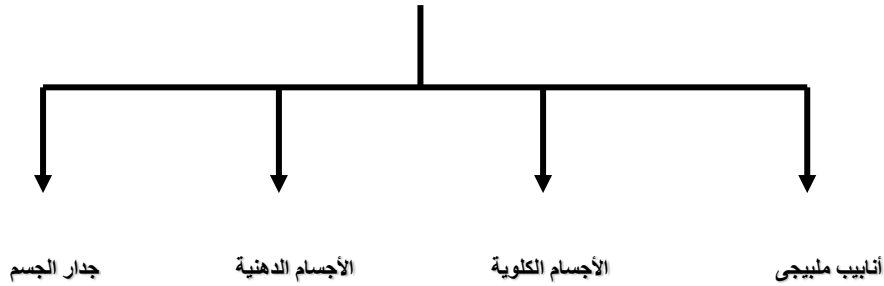 أنابيب ملبيجى
الأجسام الكلوية
الأجسام الدهنية
جدار الجسم